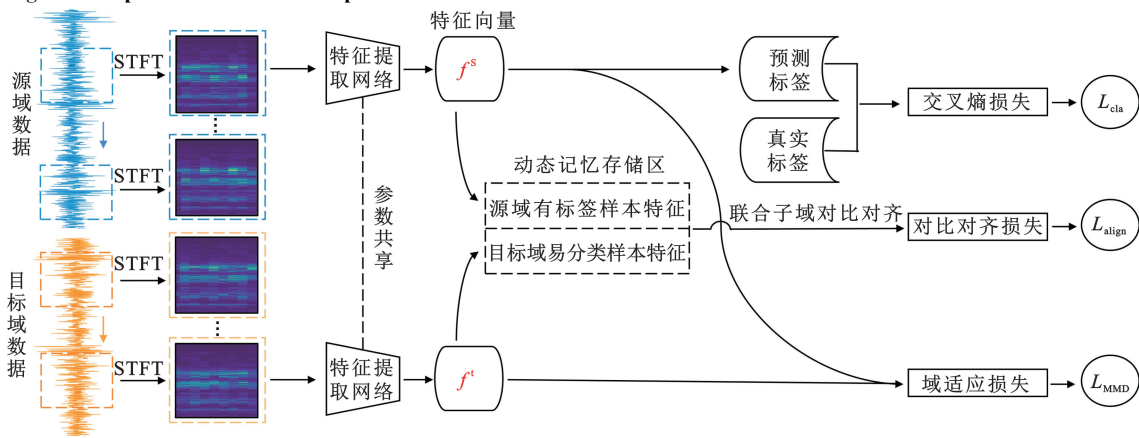 特征向量
源域数据
STFT
特征提
取网络
f^s
预测
标签
交叉熵损失
L_cla
真实
标签
STFT
参数共享
动态记忆存储区
源域有标签样本特征
目标域易分类样本特征
联合子域对比对齐
对比对齐损失
L_align
目标域数据
STFT
STFT
特征提
取网络
f^t
域适应损失
L_MMD